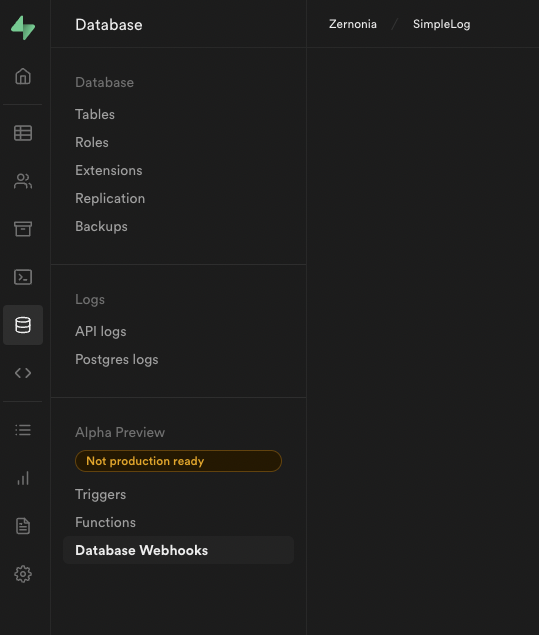 Database
Zernonia / SimpleLog
Database
Tables
Roles
Extensions
Replication
Backups
Logs
API logs
Postgres logs
Alpha Preview
Not production ready
Triggers
Functions
Database Webhooks